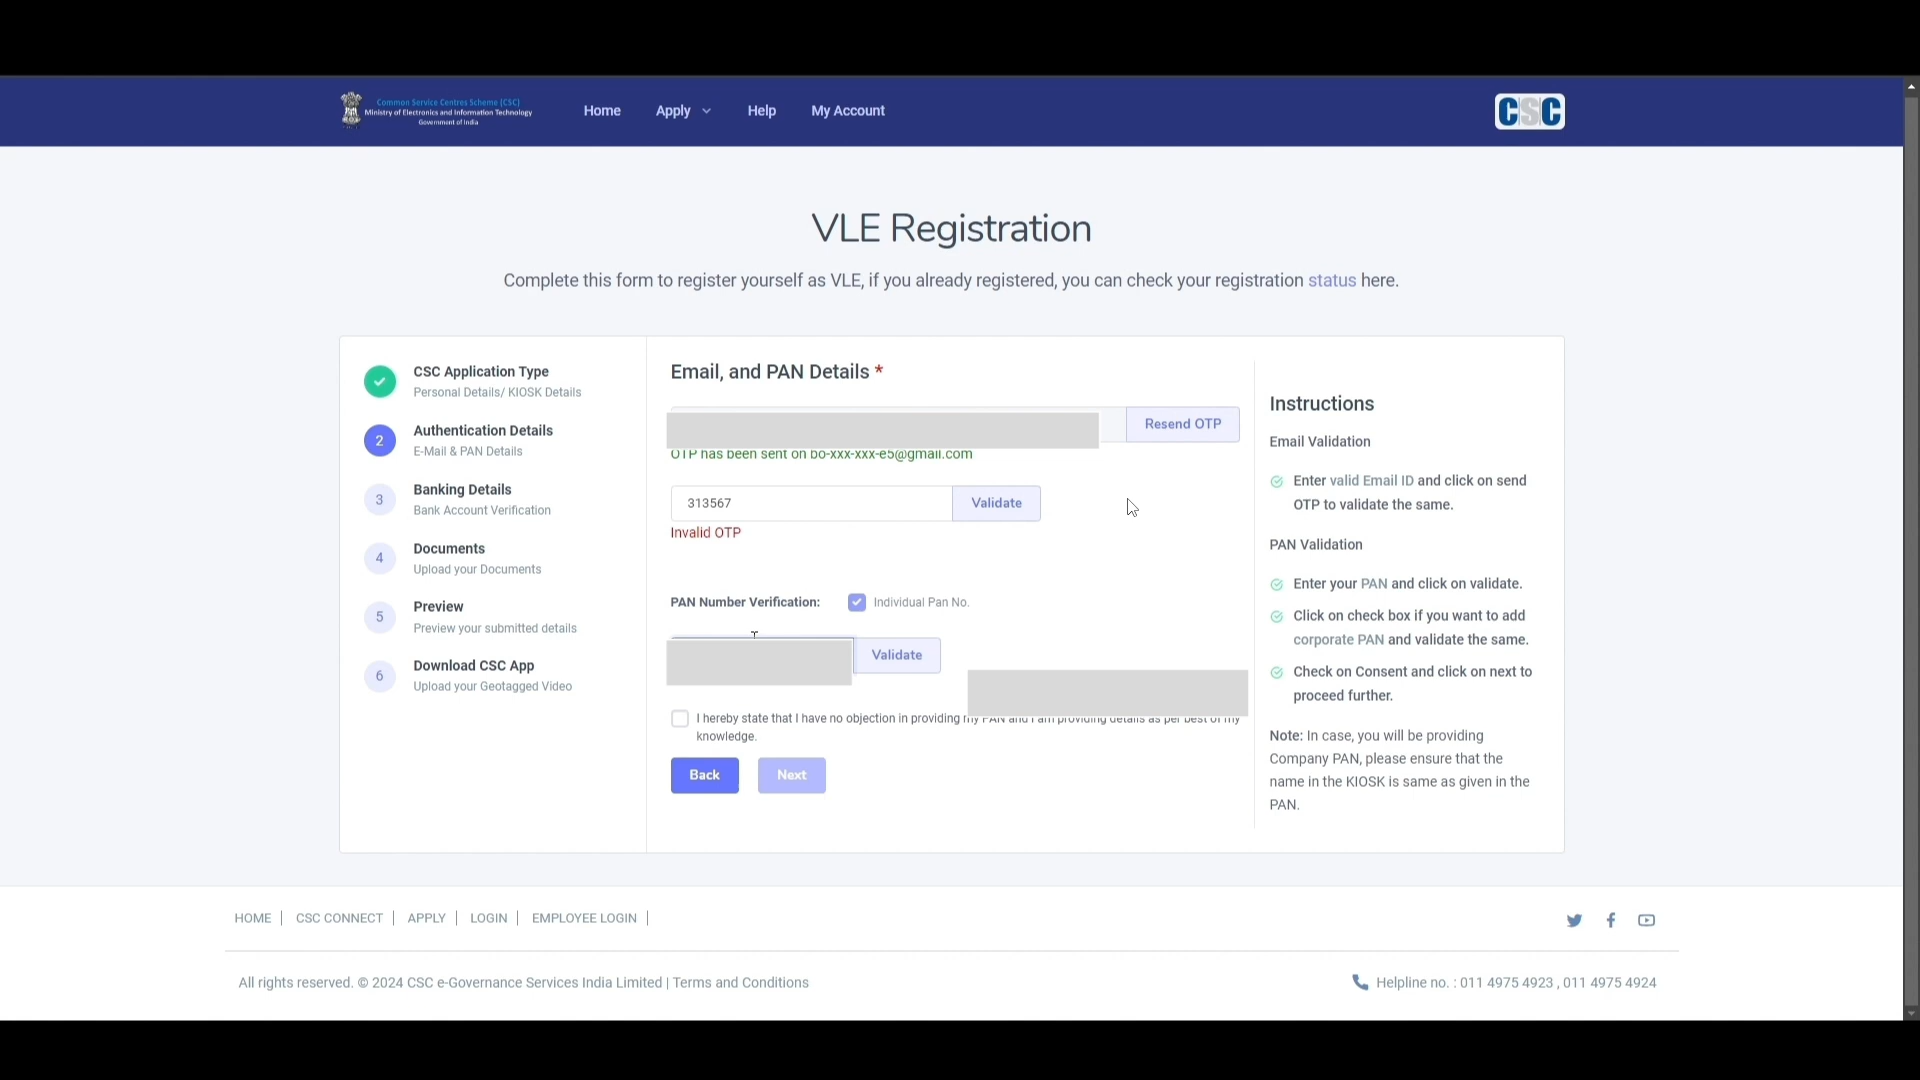 Common Service Centres Scheme (CSC)
Ministry of Electronics and Information Technology
Government of India
Home
Apply
Help
My Account
CSC
VLE Registration
Complete this form to register yourself as VLE, if you already registered, you can check your registration status here.
CSC Application Type
Personal Details/ KIOSK Details
2
Authentication Details
E-Mail & PAN Details
3
Banking Details
Bank Account Verification
4
Documents
Upload your Documents
5
Preview
Preview your submitted details
6
Download CSC App
Upload your Geotagged Video
Email, and PAN Details *
Resend OTP
OTP has been sent on bo-xxx-xxx-e5@gmail.com
313567
Validate
Invalid OTP
PAN Number Verification:
Individual Pan No.
Validate
I hereby state that I have no objection in providing my PAN and I am providing details as per best of my
knowledge.
Back
Next
Instructions
Email Validation
Enter valid Email ID and click on send
OTP to validate the same.
PAN Validation
Enter your PAN and click on validate.
Click on check box if you want to add
corporate PAN and validate the same.
Check on Consent and click on next to
proceed further.
Note: In case, you will be providing
Company PAN, please ensure that the
name in the KIOSK is same as given in the
PAN.
HOME | CSC CONNECT | APPLY | LOGIN | EMPLOYEE LOGIN |
All rights reserved. © 2024 CSC e-Governance Services India Limited | Terms and Conditions
Helpline no. : 011 4975 4923 , 011 4975 4924